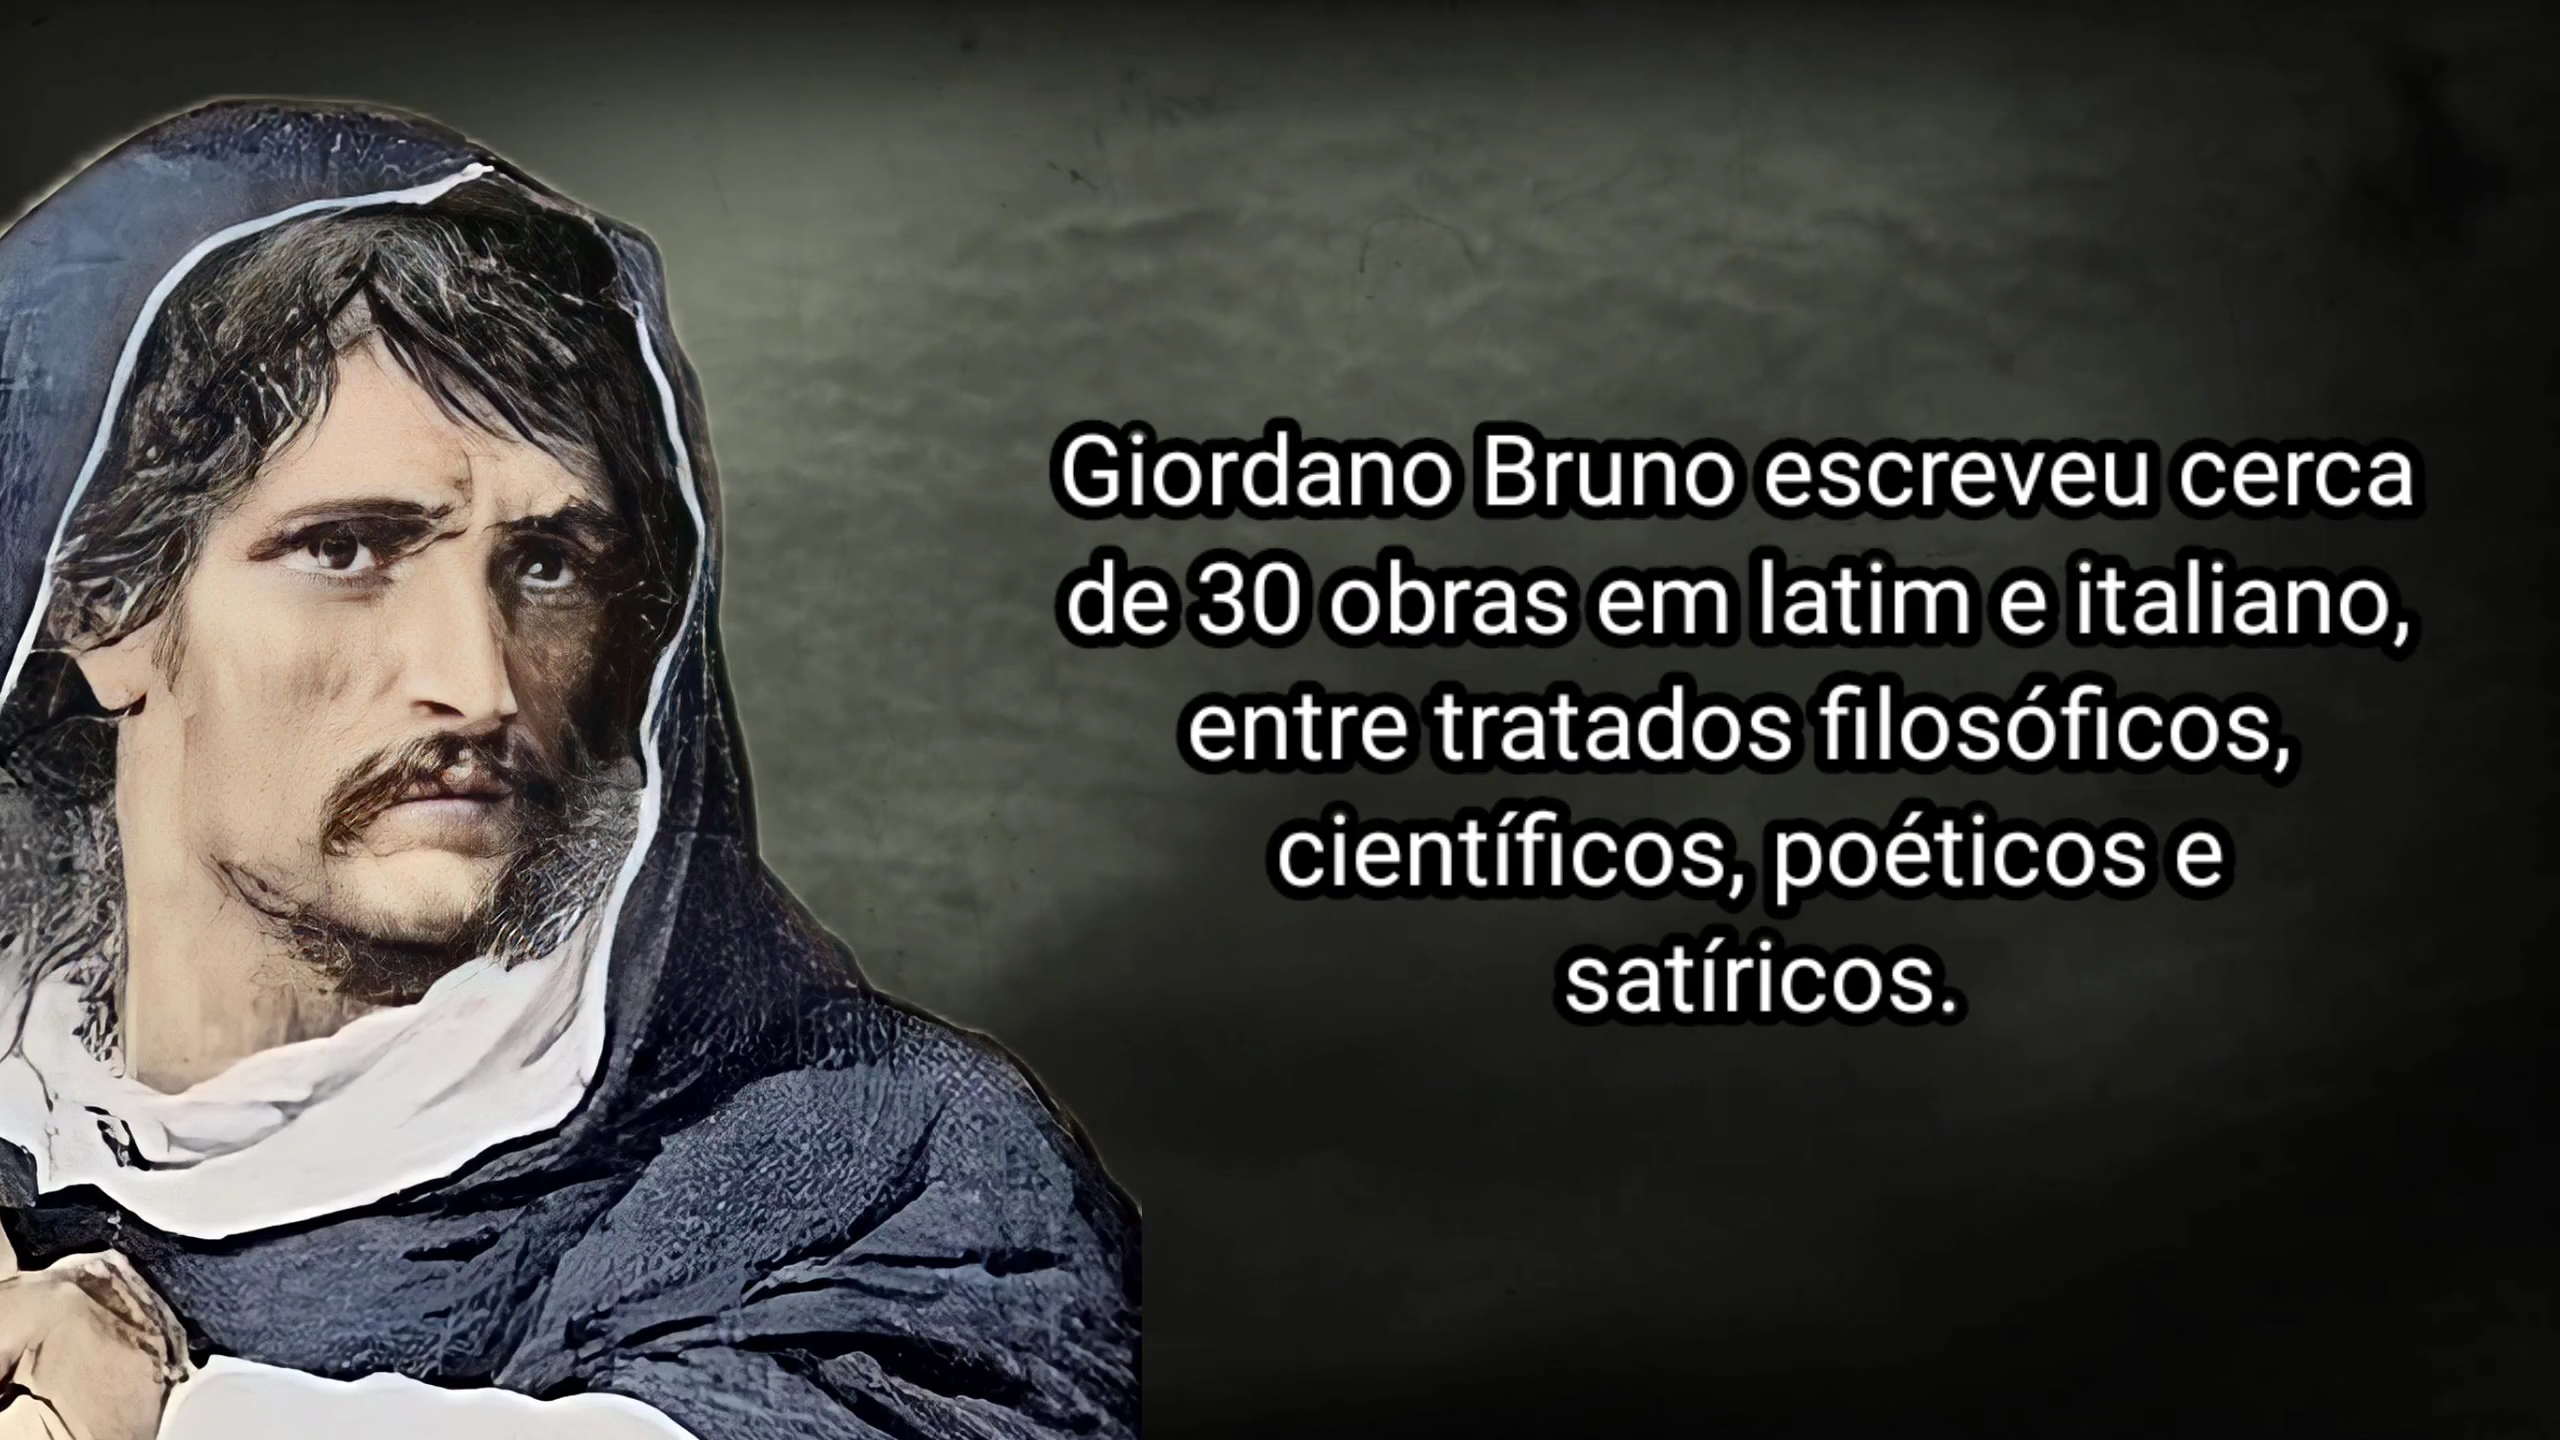 Giordano Bruno escreveu cerca
de 30 obras em latim e italiano,
entre tratados filosóficos,
científicos, poéticos e
satíricos.